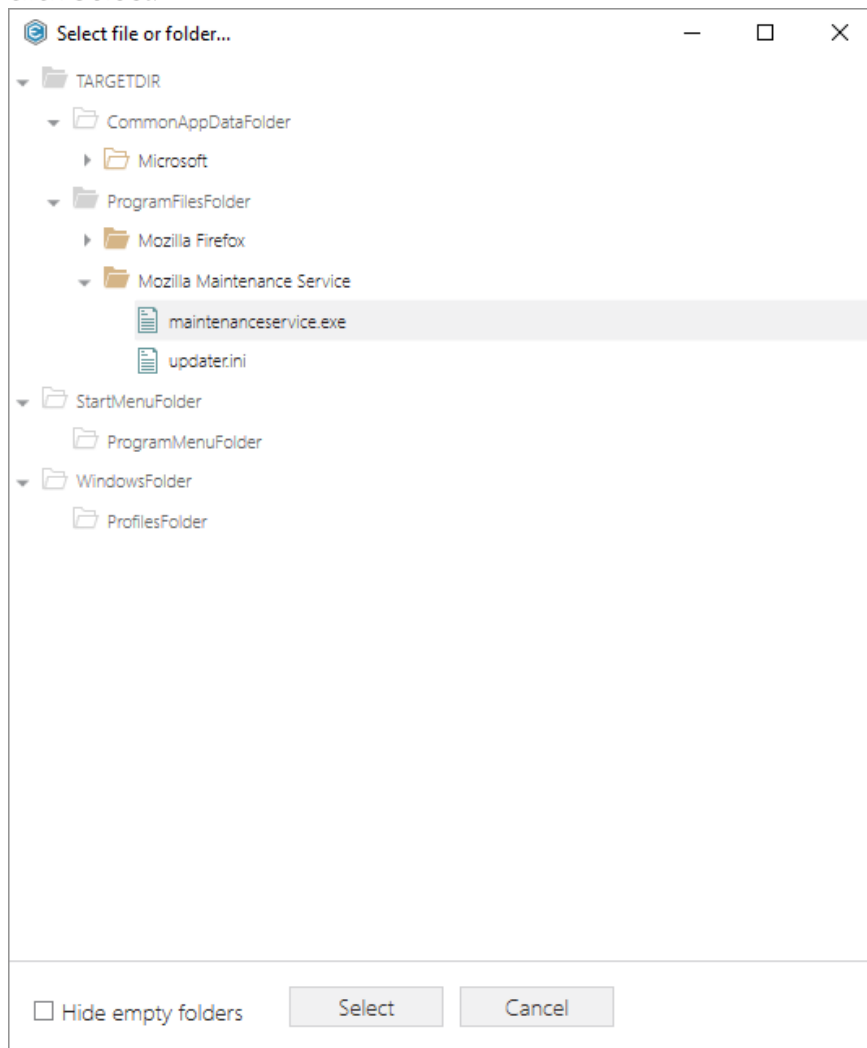 Select file or folder...
TARGETDIR
CommonAppDataFolder
Microsoft
ProgramFilesFolder
Mozilla Firefox
Mozilla Maintenance Service
maintenanceservice.exe
updater.ini
StartMenuFolder
ProgramMenuFolder
WindowsFolder
ProfilesFolder
Hide empty folders Select Cancel